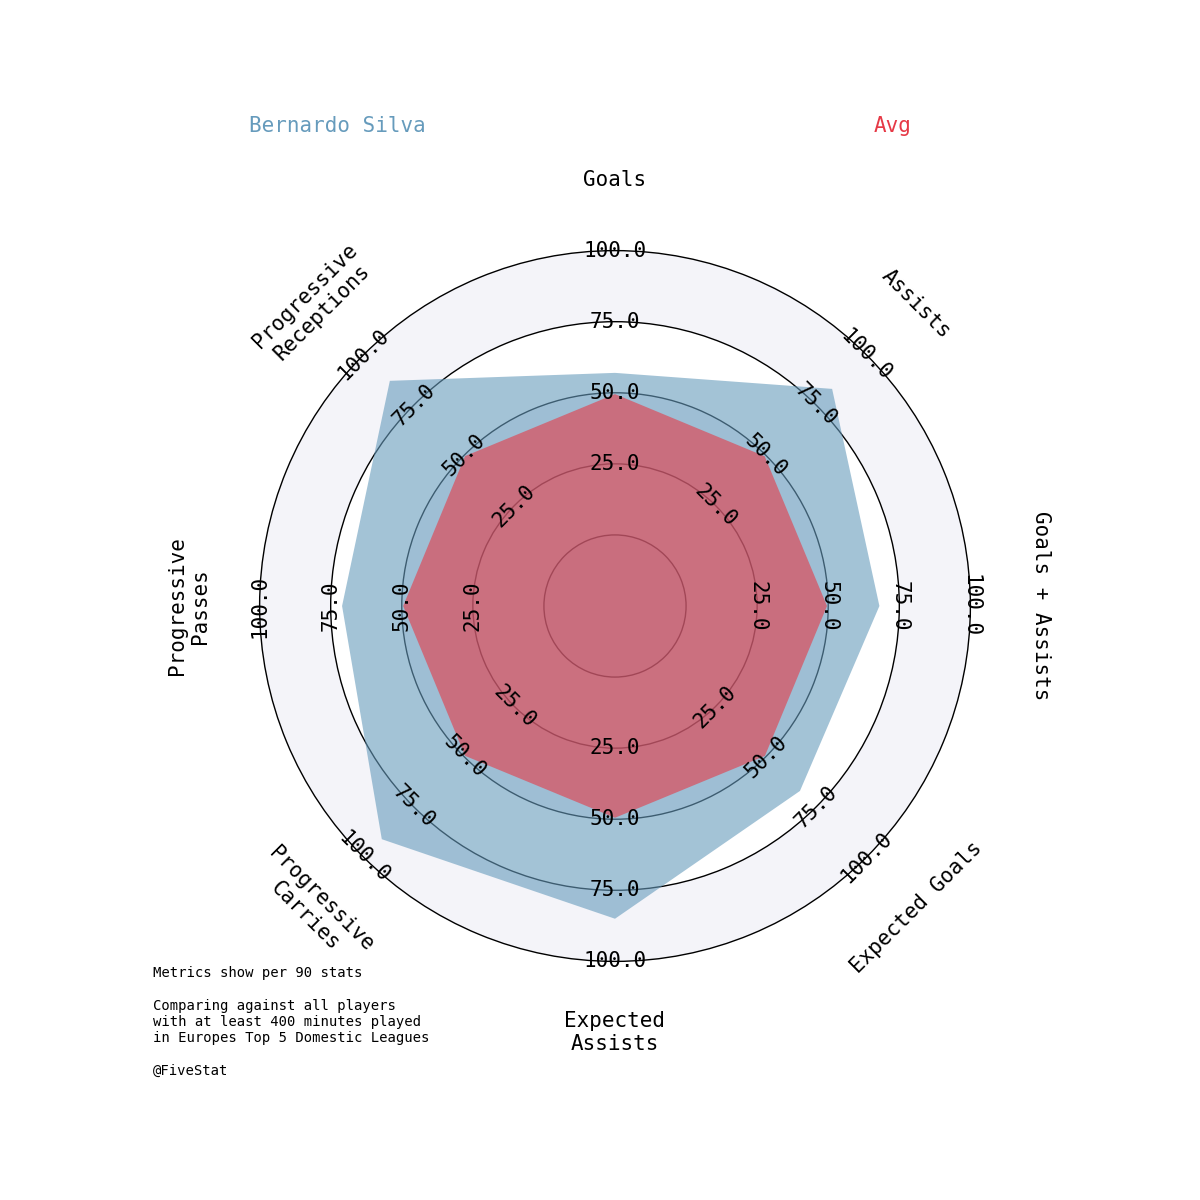 Bernardo Silva
Avg
Goals
100.0
75.0
50.0
25.0
Assists
100.0
75.0
50.0
25.0
Goals + Assists
100.0
75.0
50.0
25.0
Expected Goals
100.0
75.0
50.0
25.0
Expected
Assists
100.0
75.0
50.0
25.0
Progressive
Carries
100.0
75.0
50.0
25.0
Progressive
Passes
100.0
75.0
50.0
25.0
Progressive
Receptions
100.0
75.0
50.0
25.0
Metrics show per 90 stats
Comparing against all players
with at least 400 minutes played
in Europes Top 5 Domestic Leagues
@FiveStat